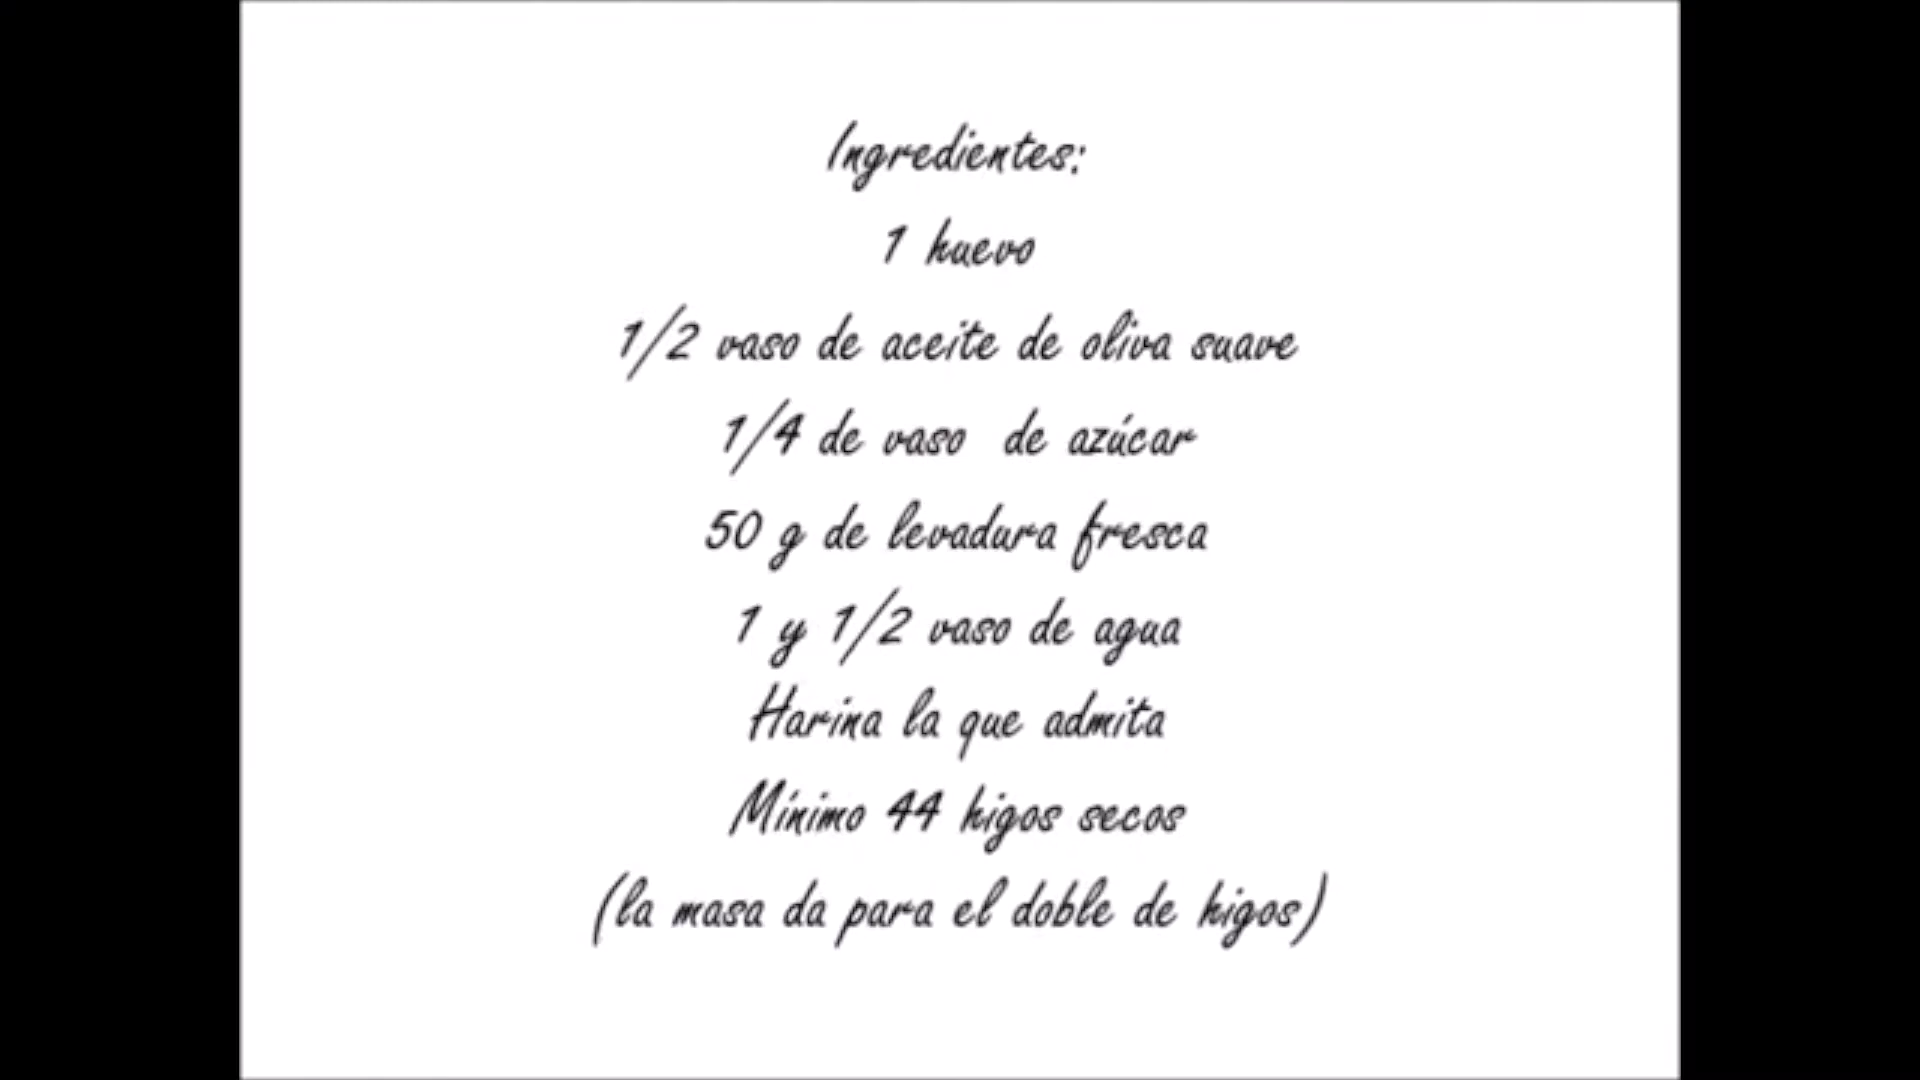 Ingredientes:
1 huevo
1/2 vaso de aceite de oliva suave
1/4 de vaso de azúcar
50 g de levadura fresca
1 y 1/2 vaso de agua
Harina la que admita
Mínimo 44 higos secos
(la masa da para el doble de higos)